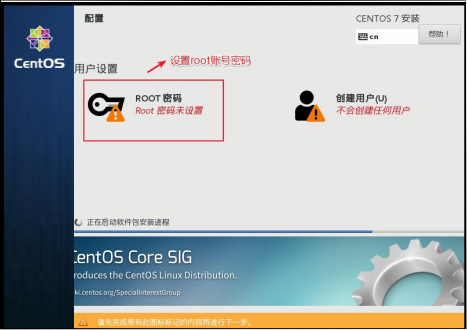 配置
CENTOS 7 安装
cn
帮助！
CentOS
用户设置
设置root账号密码
ROOT 密码
Root 密码未设置
创建用户(U)
不会创建任何用户
正在启动软件包安装进程
CentOS Core SIG
roduces the CentOS Linux Distribution.
ki.centos.org/SpecialInterestGroup
请先完成带有此图标标记的内容再进行下一步。